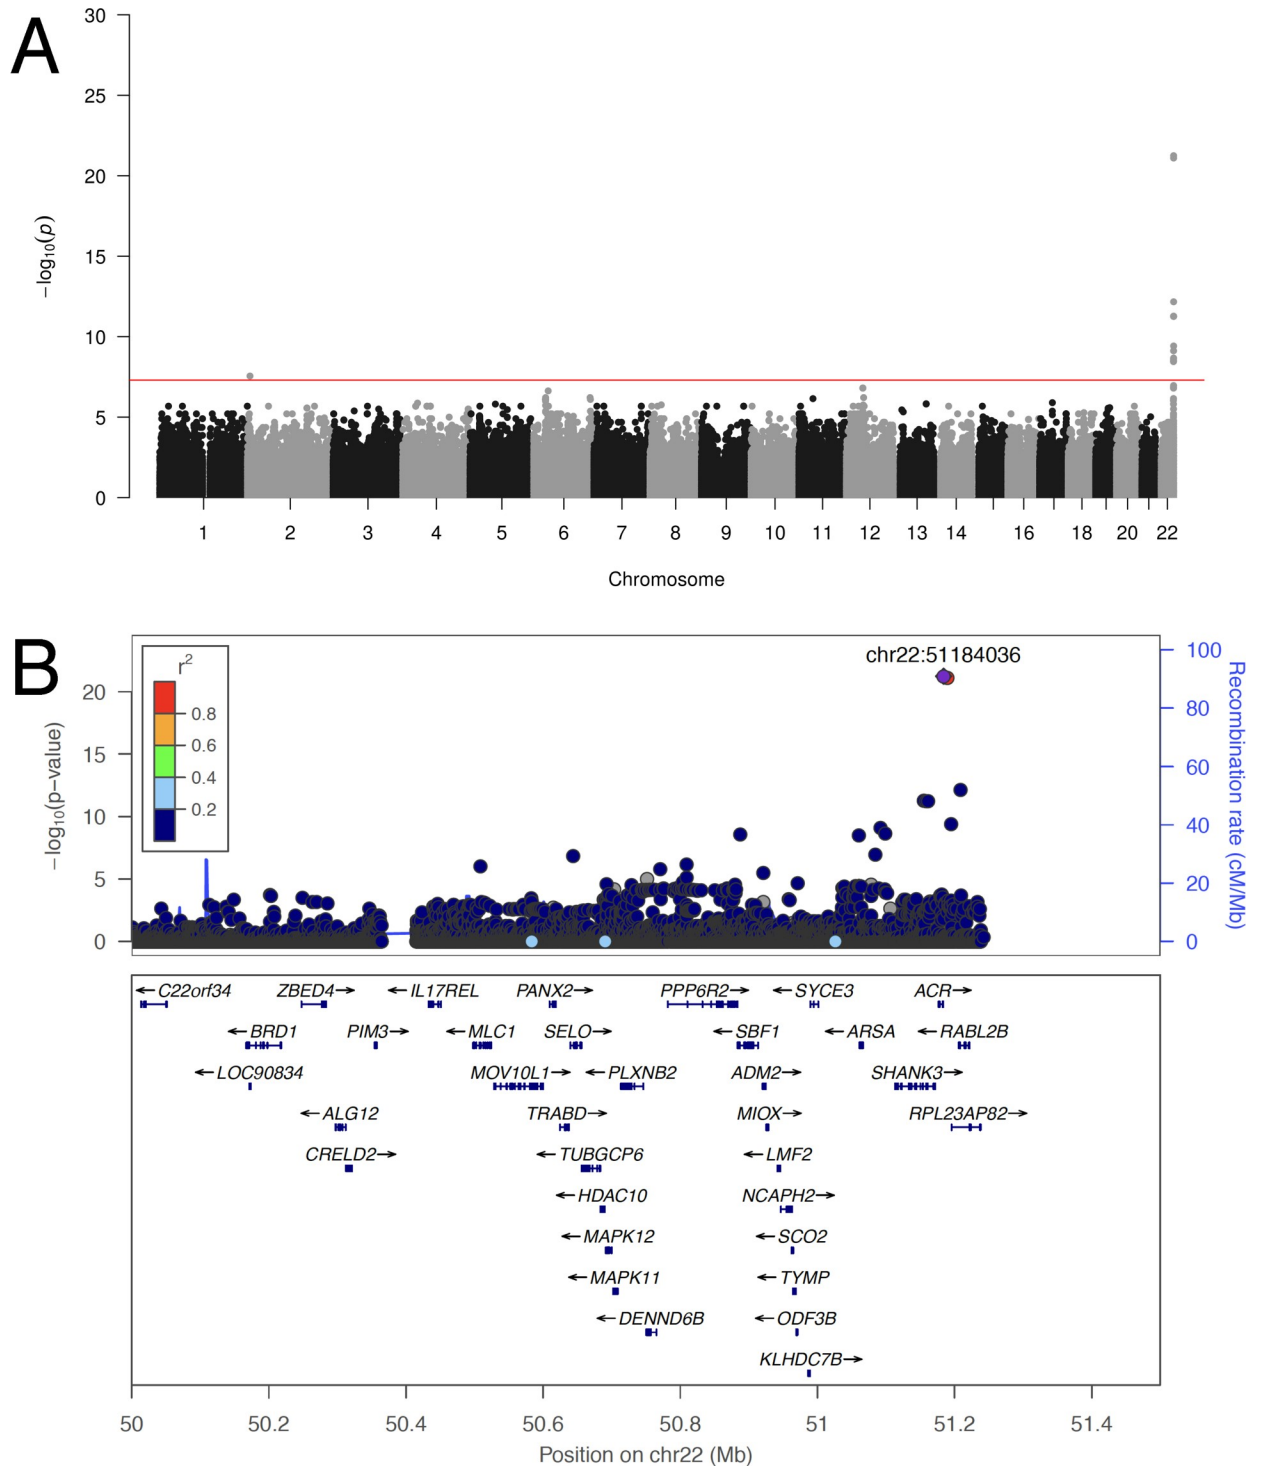 A
30
25
20
15
10
5
0
−log10(p)
1 2 3 4 5 6 7 8 9 10 11 12 13 14 16 18 20 22
Chromosome
B
chr22:51184036
r2
0.8
0.6
0.4
0.2
20
15
10
5
0
−log10(p−value)
100
80
60
40
20
0
Recombination rate (cM/Mb)
←C22orf34 ZBED4→ ←IL17REL PANX2→ PPP6R2→ ←SYCE3 ACR→
←BRD1 PIM3→ ←MLC1 SELO→ ←SBF1 ←ARSA ←RABL2B
←LOC90834 MOV10L1→ ←PLXNB2 ADM2→ SHANK3→
←ALG12 TRABD→ MIOX→ RPL23AP82→
CRELD2→ ←TUBGCP6 ←LMF2
←HDAC10 NCAPH2→
←MAPK12 ←SCO2
←MAPK11 ←TYMP
←DENND6B ←ODF3B
KLHDC7B→
50 50.2 50.4 50.6 50.8 51 51.2 51.4
Position on chr22 (Mb)